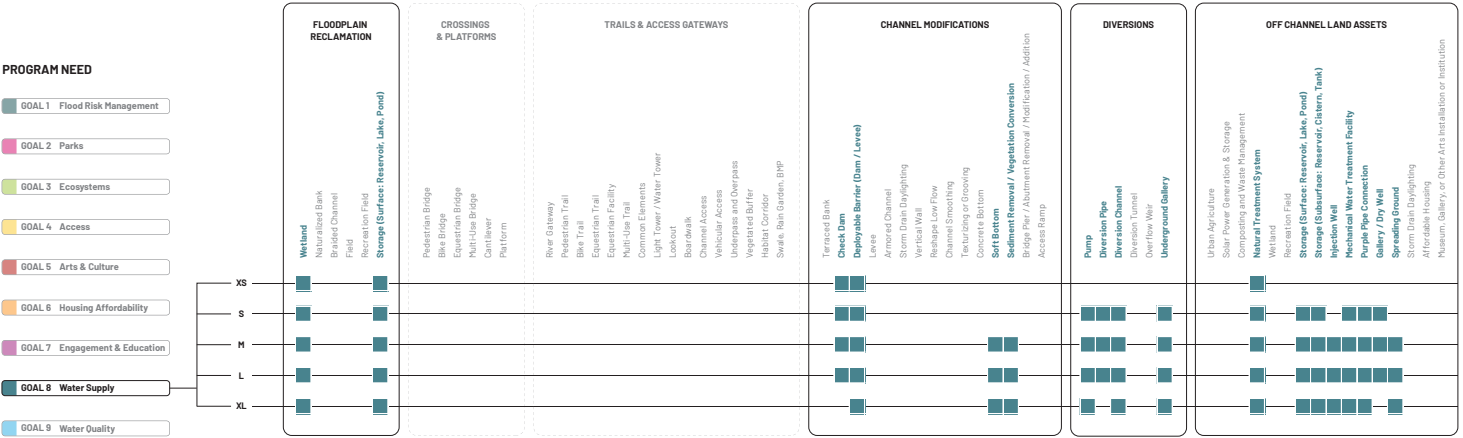 FLOODPLAIN
RECLAMATION
CROSSINGS
& PLATFORMS
TRAILS & ACCESS GATEWAYS
CHANNEL MODIFICATIONS
DIVERSIONS
OFF CHANNEL LAND ASSETS
PROGRAM NEED
GOAL 1 Flood Risk Management
GOAL 2 Parks
GOAL 3 Ecosystems
GOAL 4 Access
GOAL 5 Arts & Culture
GOAL 6 Housing Affordability
GOAL 7 Engagement & Education
GOAL 8 Water Supply
GOAL 9 Water Quality
Wetland
Naturalized Bank
Braided Channel
Field
Recreation Field
Storage (Surface: Reservoir, Lake, Pond)
Pedestrian Bridge
Bike Bridge
Equestrian Bridge
Multi-Use Bridge
Cantilever
Platform
River Gateway
Pedestrian Trail
Bike Trail
Equestrian Trail
Equestrian Facility
Multi-Use Trail
Common Elements
Light Tower / Water Tower
Lookout
Boardwalk
Channel Access
Vehicular Access
Underpass and Overpass
Vegetated Buffer
Habitat Corridor
Swale, Rain Garden, BMP
Terraced Bank
Check Dam
Deployable Barrier (Dam / Levee)
Levee
Armored Channel
Storm Drain Daylighting
Vertical Wall
Reshape Low Flow
Channel Smoothing
Texturizing or Grooving
Concrete Bottom
Soft Bottom
Sediment Removal / Vegetation Conversion
Bridge Pier / Abutment Removal / Modification / Addition
Access Ramp
Pump
Diversion Pipe
Diversion Channel
Diversion Tunnel
Overflow Weir
Underground Gallery
Urban Agriculture
Solar Power Generation & Storage
Composting and Waste Management
Natural Treatment System
Wetland
Recreation Field
Storage (Surface: Reservoir, Lake, Pond)
Storage (Subsurface: Reservoir, Cistern, Tank)
Injection Well
Mechanical Water Treatment Facility
Purple Pipe Connection
Gallery / Dry Well
Spreading Ground
Storm Drain Daylighting
Affordable Housing
Museum, Gallery, or Other Arts Installation or Institution
XS
S
M
L
XL